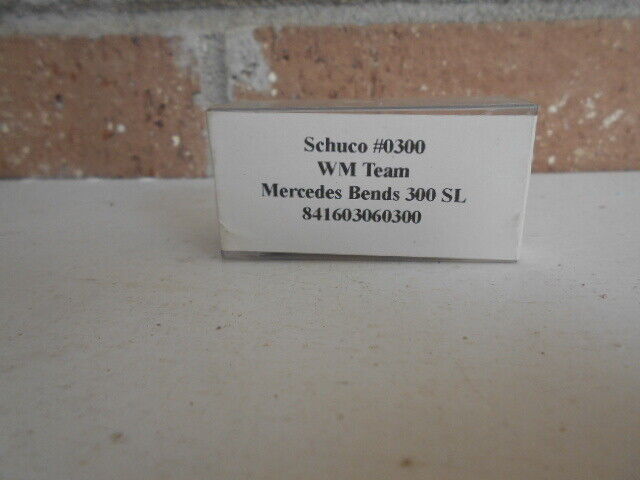 Schuco #0300
WM Team
Mercedes Bends 300 SL
841603060300